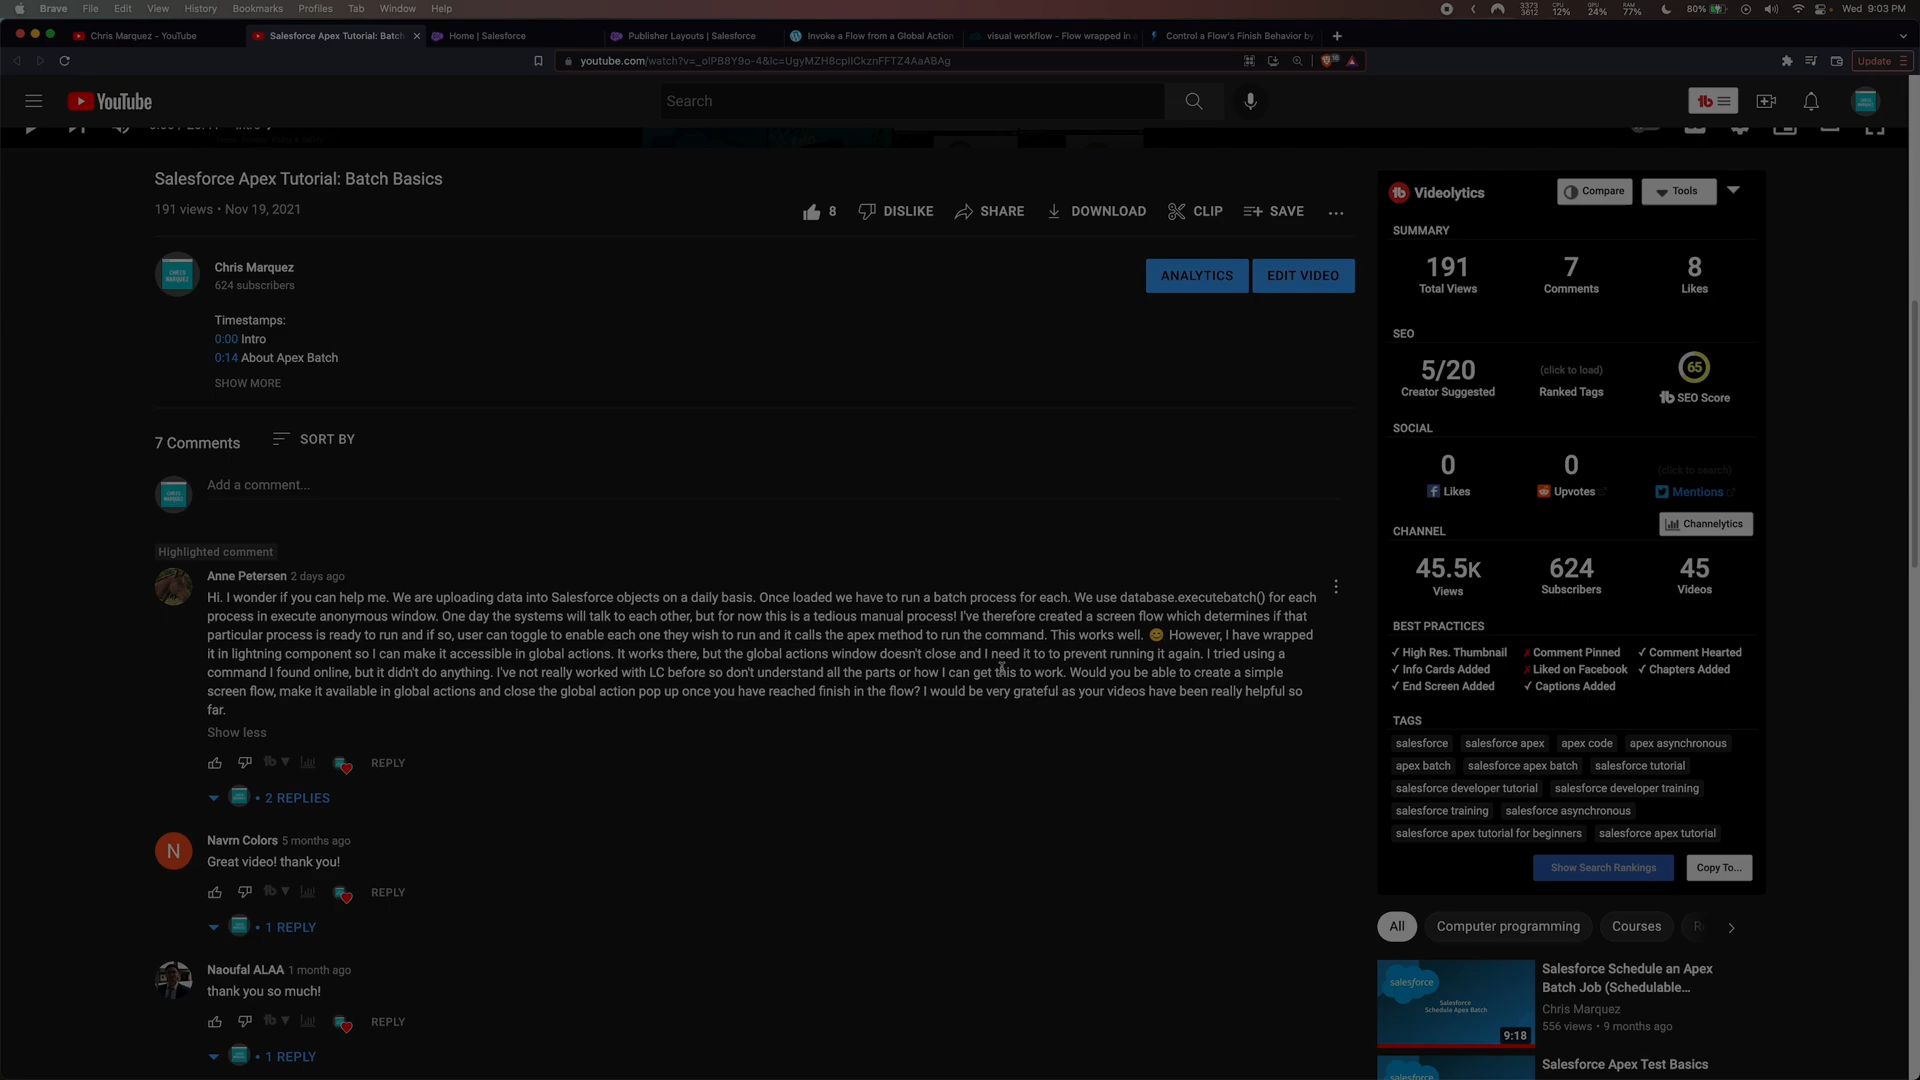 Brave File Edit View History Bookmarks Profiles Tab Window Help
3373 3612 CPU 12% GPU 24% RAM 77% 80% Wed 9:03 PM
Chris Marquez - YouTube
Salesforce Apex Tutorial: Batch
Home | Salesforce
Publisher Layouts | Salesforce
Invoke a Flow from a Global Action
visual workflow - Flow wrapped in a
Control a Flow's Finish Behavior by
Update
YouTube
Search
Salesforce Apex Tutorial: Batch Basics
191 views • Nov 19, 2021
8 DISLIKE SHARE DOWNLOAD CLIP SAVE
Chris Marquez
624 subscribers
ANALYTICS EDIT VIDEO
Timestamps:
0:00 Intro
0:14 About Apex Batch
SHOW MORE
7 Comments SORT BY
Add a comment...
Highlighted comment
Anne Petersen 2 days ago
Hi. I wonder if you can help me. We are uploading data into Salesforce objects on a daily basis. Once loaded we have to run a batch process for each. We use database.executebatch() for each
process in execute anonymous window. One day the systems will talk to each other, but for now this is a tedious manual process! I've therefore created a screen flow which determines if that
particular process is ready to run and if so, user can toggle to enable each one they wish to run and it calls the apex method to run the command. This works well. 😊 However, I have wrapped
it in lightning component so I can make it accessible in global actions. It works there, but the global actions window doesn't close and I need it to to prevent running it again. I tried using a
command I found online, but it didn't do anything. I've not really worked with LC before so don't understand all the parts or how I can get this to work. Would you be able to create a simple
screen flow, make it available in global actions and close the global action pop up once you have reached finish in the flow? I would be very grateful as your videos have been really helpful so
far.
Show less
REPLY
• 2 REPLIES
N
Navrn Colors 5 months ago
Great video! thank you!
REPLY
• 1 REPLY
Naoufal ALAA 1 month ago
thank you so much!
REPLY
• 1 REPLY
Videolytics Compare Tools
SUMMARY
191 7 8
Total Views Comments Likes
SEO
5/20 (click to load) 65
Creator Suggested Ranked Tags SEO Score
SOCIAL
0 0 (click to search)
Likes Upvotes Mentions
Channelytics
CHANNEL
45.5K 624 45
Views Subscribers Videos
BEST PRACTICES
✓ High Res. Thumbnail ✗ Comment Pinned ✓ Comment Hearted
✓ Info Cards Added ✗ Liked on Facebook ✓ Chapters Added
✓ End Screen Added ✓ Captions Added
TAGS
salesforce salesforce apex apex code apex asynchronous
apex batch salesforce apex batch salesforce tutorial
salesforce developer tutorial salesforce developer training
salesforce training salesforce asynchronous
salesforce apex tutorial for beginners salesforce apex tutorial
Show Search Rankings Copy To...
All Computer programming Courses
salesforce
Salesforce
Schedule Apex Batch
9:18
Salesforce Schedule an Apex
Batch Job (Schedulable...
Chris Marquez
556 views • 9 months ago
Salesforce Apex Test Basics